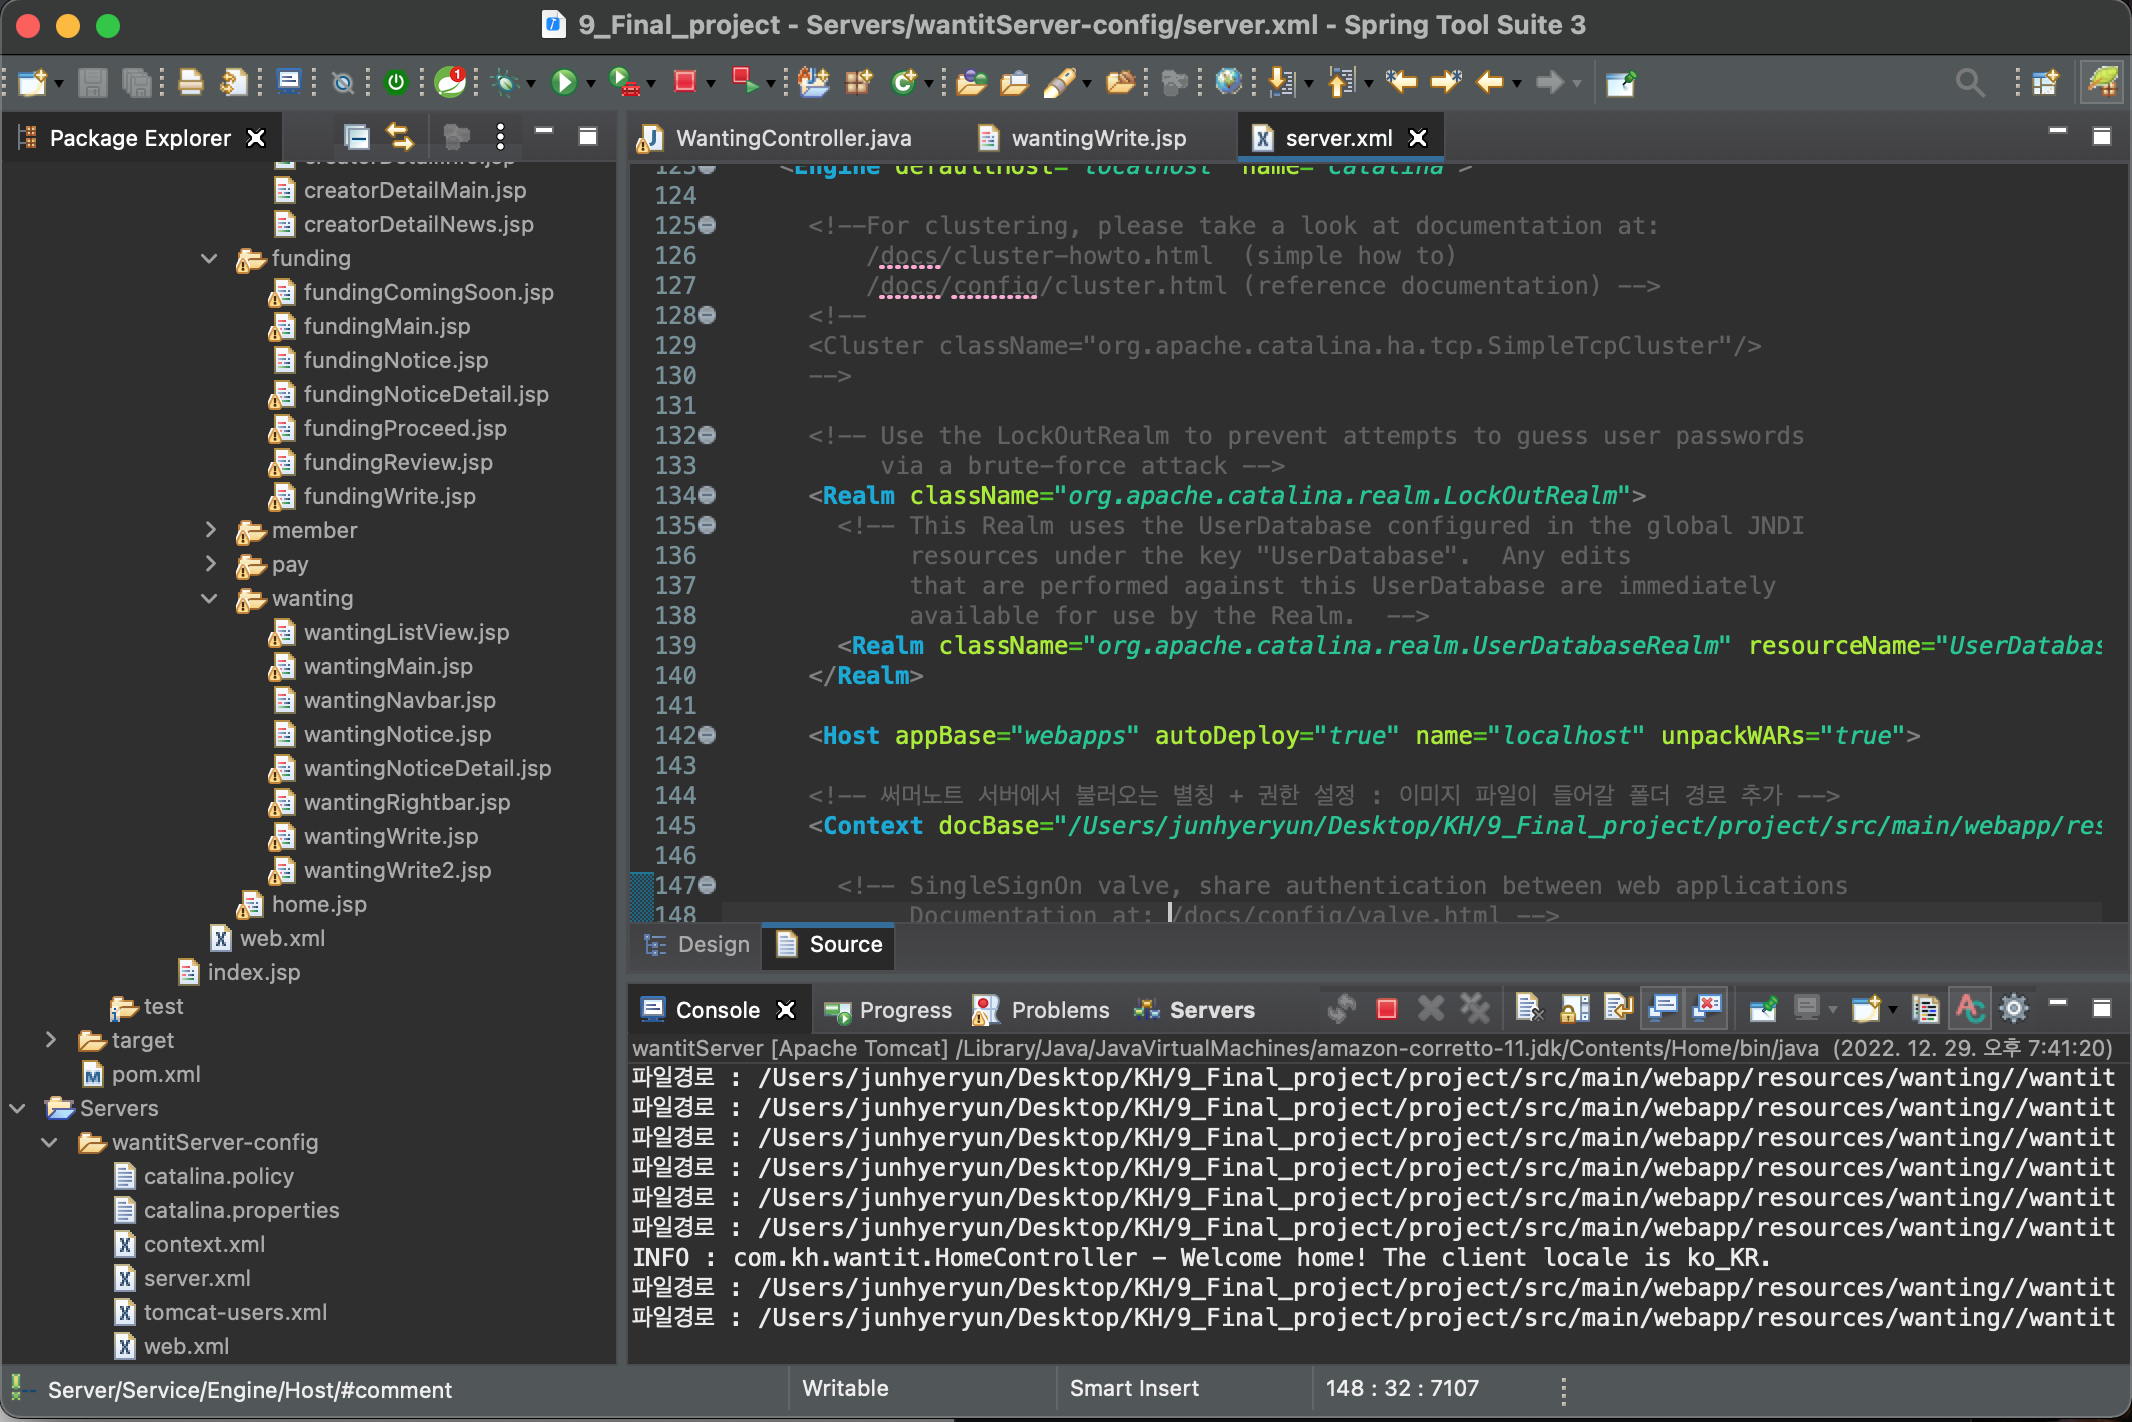 9_Final_project - Servers/wantitServer-config/server.xml - Spring Tool Suite 3
1
Package Explorer
creatorDetailMain.jsp
creatorDetailNews.jsp
funding
fundingComingSoon.jsp
fundingMain.jsp
fundingNotice.jsp
fundingNoticeDetail.jsp
fundingProceed.jsp
fundingReview.jsp
fundingWrite.jsp
member
pay
wanting
wantingListView.jsp
wantingMain.jsp
wantingNavbar.jsp
wantingNotice.jsp
wantingNoticeDetail.jsp
wantingRightbar.jsp
wantingWrite.jsp
wantingWrite2.jsp
home.jsp
web.xml
index.jsp
test
target
pom.xml
Servers
wantitServer-config
catalina.policy
catalina.properties
context.xml
server.xml
tomcat-users.xml
web.xml
WantingController.java wantingWrite.jsp server.xml
123 <Engine defaultHost="localhost" name="Catalina">
124
125 <!--For clustering, please take a look at documentation at:
126 /docs/cluster-howto.html (simple how to)
127 /docs/config/cluster.html (reference documentation) -->
128 <!--
129 <Cluster className="org.apache.catalina.ha.tcp.SimpleTcpCluster"/>
130 -->
131
132 <!-- Use the LockOutRealm to prevent attempts to guess user passwords
133 via a brute-force attack -->
134 <Realm className="org.apache.catalina.realm.LockOutRealm">
135 <!-- This Realm uses the UserDatabase configured in the global JNDI
136 resources under the key "UserDatabase". Any edits
137 that are performed against this UserDatabase are immediately
138 available for use by the Realm. -->
139 <Realm className="org.apache.catalina.realm.UserDatabaseRealm" resourceName="UserDatabas
140 </Realm>
141
142 <Host appBase="webapps" autoDeploy="true" name="localhost" unpackWARs="true">
143
144 <!-- 써머노트 서버에서 불러오는 별칭 + 권한 설정 : 이미지 파일이 들어갈 폴더 경로 추가 -->
145 <Context docBase="/Users/junhyeryun/Desktop/KH/9_Final_project/project/src/main/webapp/res
146
147 <!-- SingleSignOn valve, share authentication between web applications
148 Documentation at: /docs/config/valve.html -->
Design Source
Console Progress Problems Servers
wantitServer [Apache Tomcat] /Library/Java/JavaVirtualMachines/amazon-corretto-11.jdk/Contents/Home/bin/java (2022. 12. 29. 오후 7:41:20)
파일경로 : /Users/junhyeryun/Desktop/KH/9_Final_project/project/src/main/webapp/resources/wanting//wantit
파일경로 : /Users/junhyeryun/Desktop/KH/9_Final_project/project/src/main/webapp/resources/wanting//wantit
파일경로 : /Users/junhyeryun/Desktop/KH/9_Final_project/project/src/main/webapp/resources/wanting//wantit
파일경로 : /Users/junhyeryun/Desktop/KH/9_Final_project/project/src/main/webapp/resources/wanting//wantit
파일경로 : /Users/junhyeryun/Desktop/KH/9_Final_project/project/src/main/webapp/resources/wanting//wantit
파일경로 : /Users/junhyeryun/Desktop/KH/9_Final_project/project/src/main/webapp/resources/wanting//wantit
INFO : com.kh.wantit.HomeController - Welcome home! The client locale is ko_KR.
파일경로 : /Users/junhyeryun/Desktop/KH/9_Final_project/project/src/main/webapp/resources/wanting//wantit
파일경로 : /Users/junhyeryun/Desktop/KH/9_Final_project/project/src/main/webapp/resources/wanting//wantit
Server/Service/Engine/Host/#comment Writable Smart Insert 148 : 32 : 7107